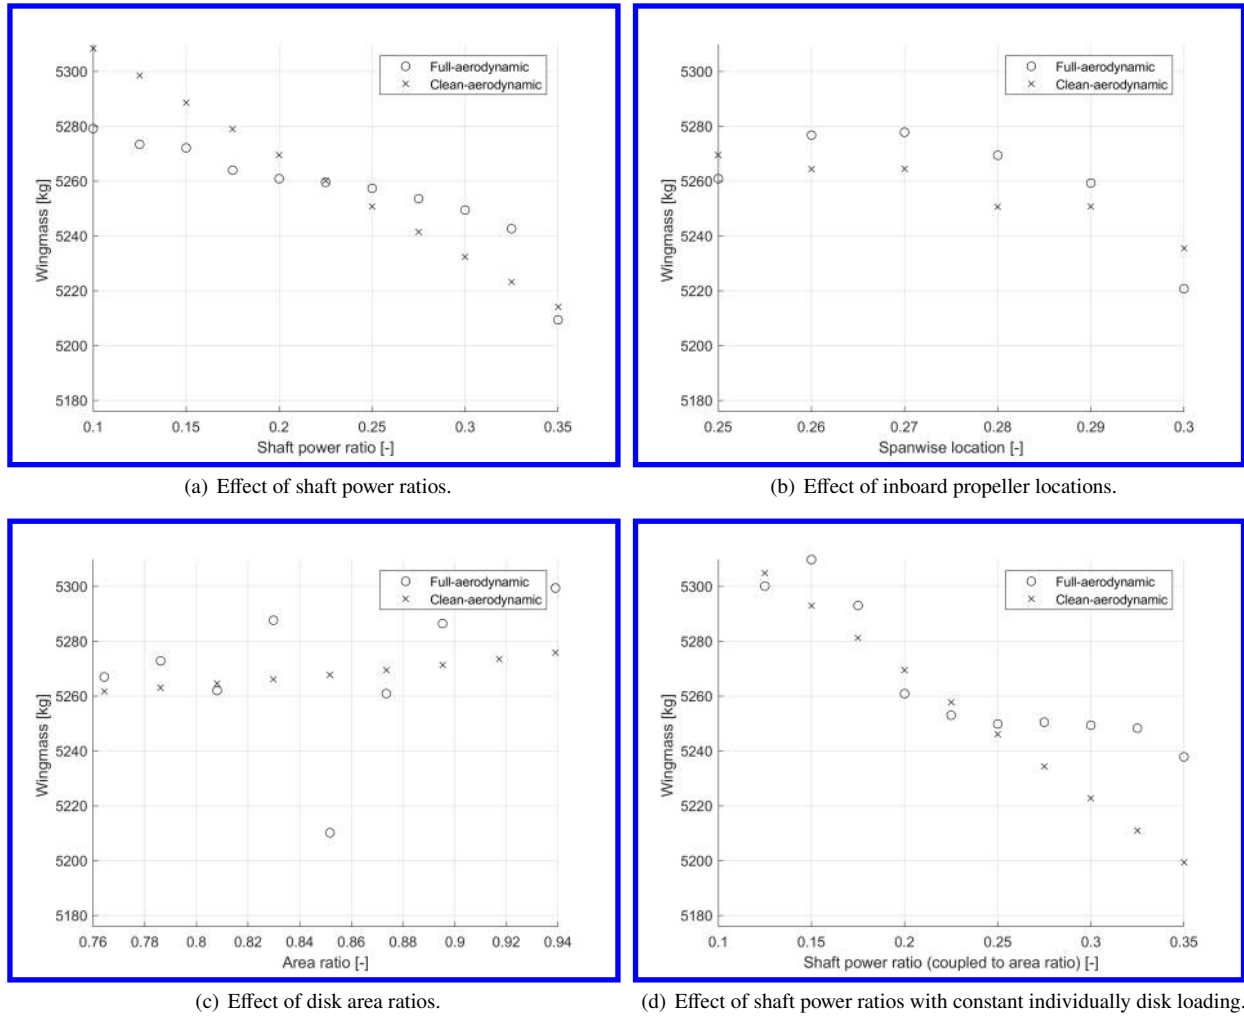 Wingmass [kg]
5300
5280
5260
5240
5220
5200
5180
0.1 0.15 0.2 0.25 0.3 0.35
Shaft power ratio [-]
Full-aerodynamic
Clean-aerodynamic
(a) Effect of shaft power ratios.
Wingmass [kg]
5300
5280
5260
5240
5220
5200
5180
0.25 0.26 0.27 0.28 0.29 0.3
Spanwise location [-]
Full-aerodynamic
Clean-aerodynamic
(b) Effect of inboard propeller locations.
Wingmass [kg]
5300
5280
5260
5240
5220
5200
5180
0.76 0.78 0.8 0.82 0.84 0.86 0.88 0.9 0.92 0.94
Area ratio [-]
Full-aerodynamic
Clean-aerodynamic
(c) Effect of disk area ratios.
Wingmass [kg]
5300
5280
5260
5240
5220
5200
5180
0.1 0.15 0.2 0.25 0.3 0.35
Shaft power ratio (coupled to area ratio) [-]
Full-aerodynamic
Clean-aerodynamic
(d) Effect of shaft power ratios with constant individually disk loading.